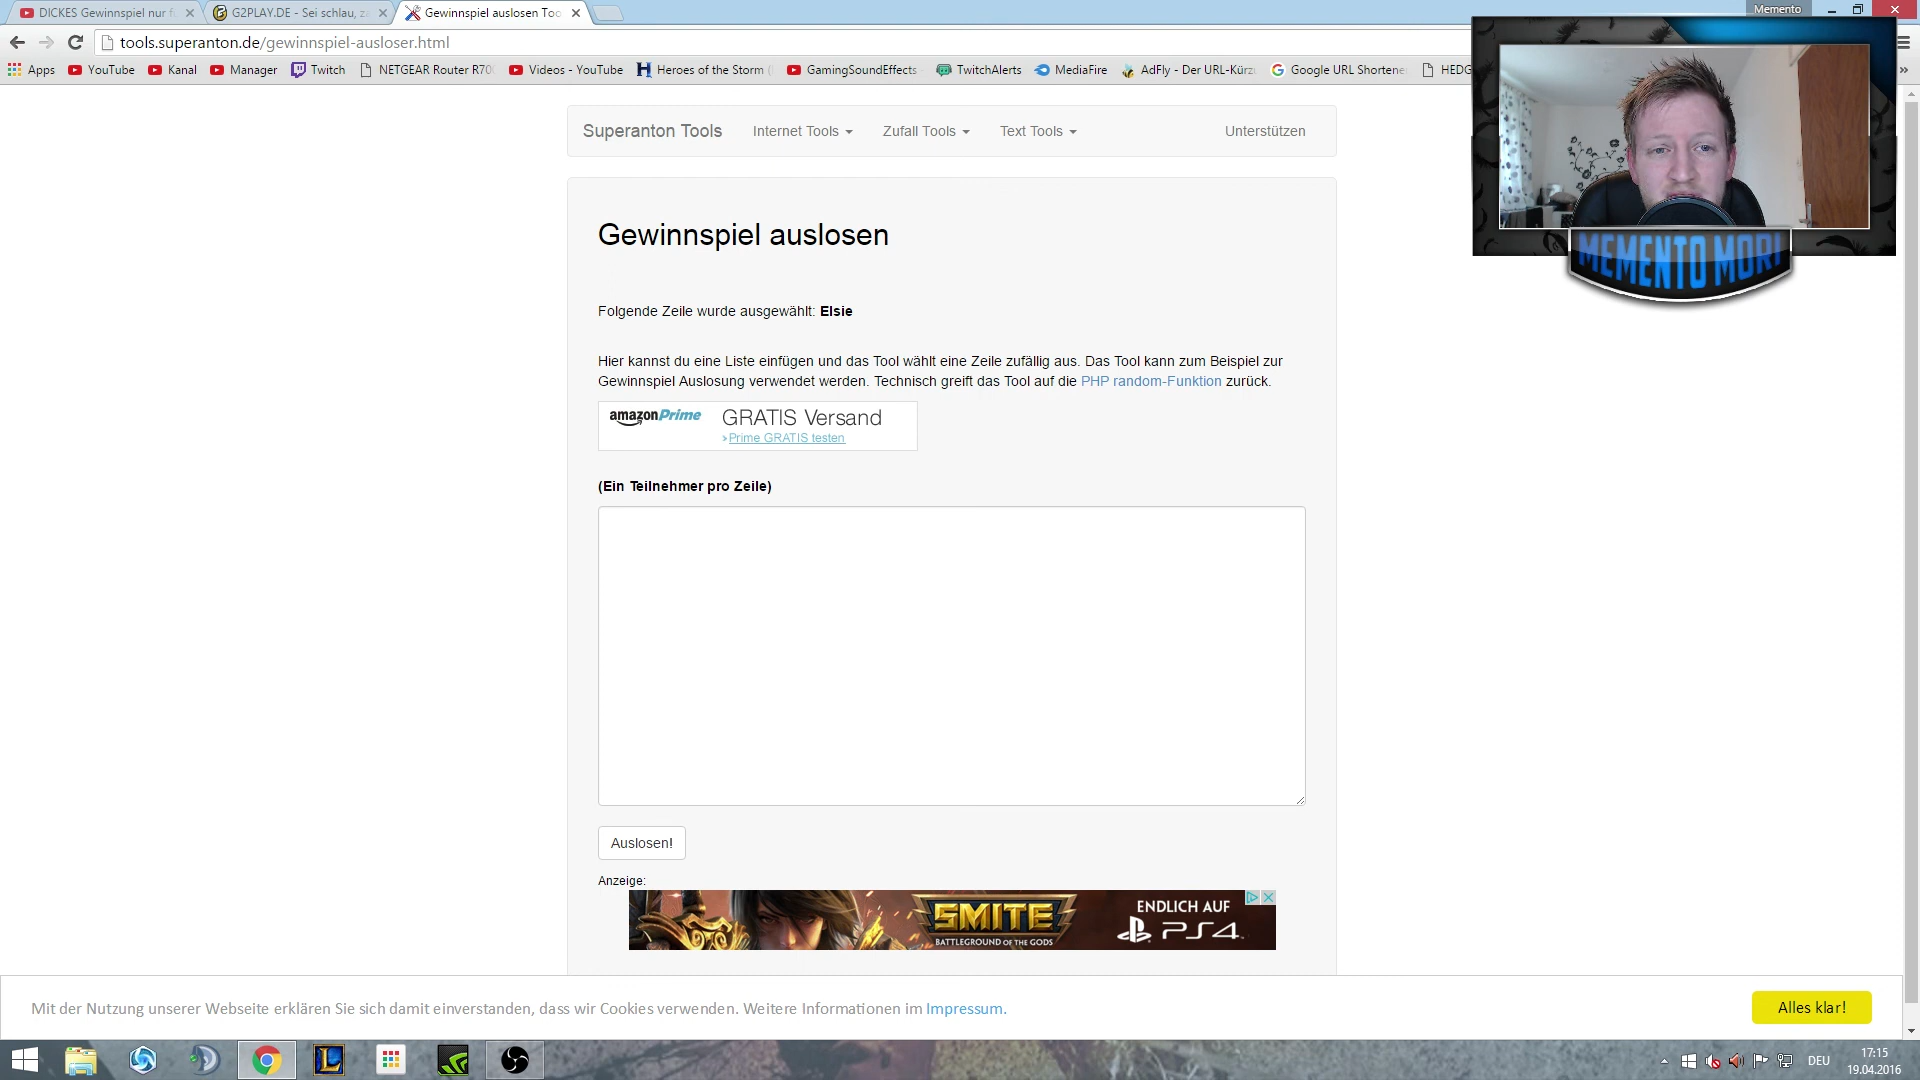 DICKES Gewinnspiel nur f
G2PLAY.DE - Sei schlau, za
Gewinnspiel auslosen Too
Memento
tools.superanton.de/gewinnspiel-ausloser.html
Apps
YouTube
Kanal
Manager
Twitch
NETGEAR Router R700
Videos - YouTube
Heroes of the Storm
GamingSoundEffects
TwitchAlerts
MediaFire
AdFly - Der URL-Kürz
Google URL Shortene
HEDG
»
MEMENTO MORI
Superanton Tools
Internet Tools
Zufall Tools
Text Tools
Unterstützen
Gewinnspiel auslosen
Folgende Zeile wurde ausgewählt: Elsie
Hier kannst du eine Liste einfügen und das Tool wählt eine Zeile zufällig aus. Das Tool kann zum Beispiel zur
Gewinnspiel Auslosung verwendet werden. Technisch greift das Tool auf die PHP random-Funktion zurück.
amazonPrime
GRATIS Versand
›Prime GRATIS testen
(Ein Teilnehmer pro Zeile)
Auslosen!
Anzeige:
SMITE
BATTLEGROUND OF THE GODS
ENDLICH AUF
PS4
Mit der Nutzung unserer Webseite erklären Sie sich damit einverstanden, dass wir Cookies verwenden. Weitere Informationen im Impressum.
Alles klar!
DEU
17:15
19.04.2016